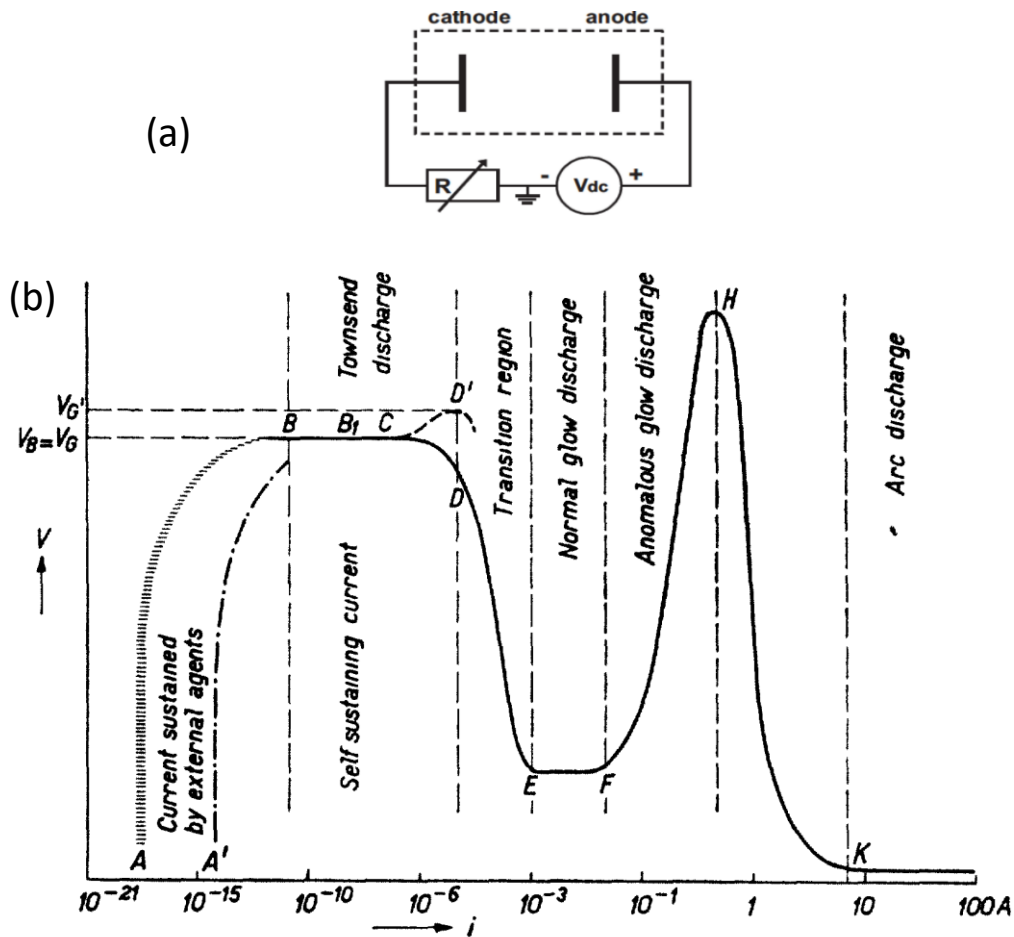 cathode anode
(a)
R - Vdc +
(b)
V
VG'
VB=VG
A
A'
B
B1
C
D'
D
E
F
H
K
Current sustained
by external agents
Townsend
discharge
Self sustaining current
Transition region
Normal glow discharge
Anomalous glow discharge
Arc discharge
10-21 10-15 10-10 10-6 10-3 10-1 1 10 100A
i